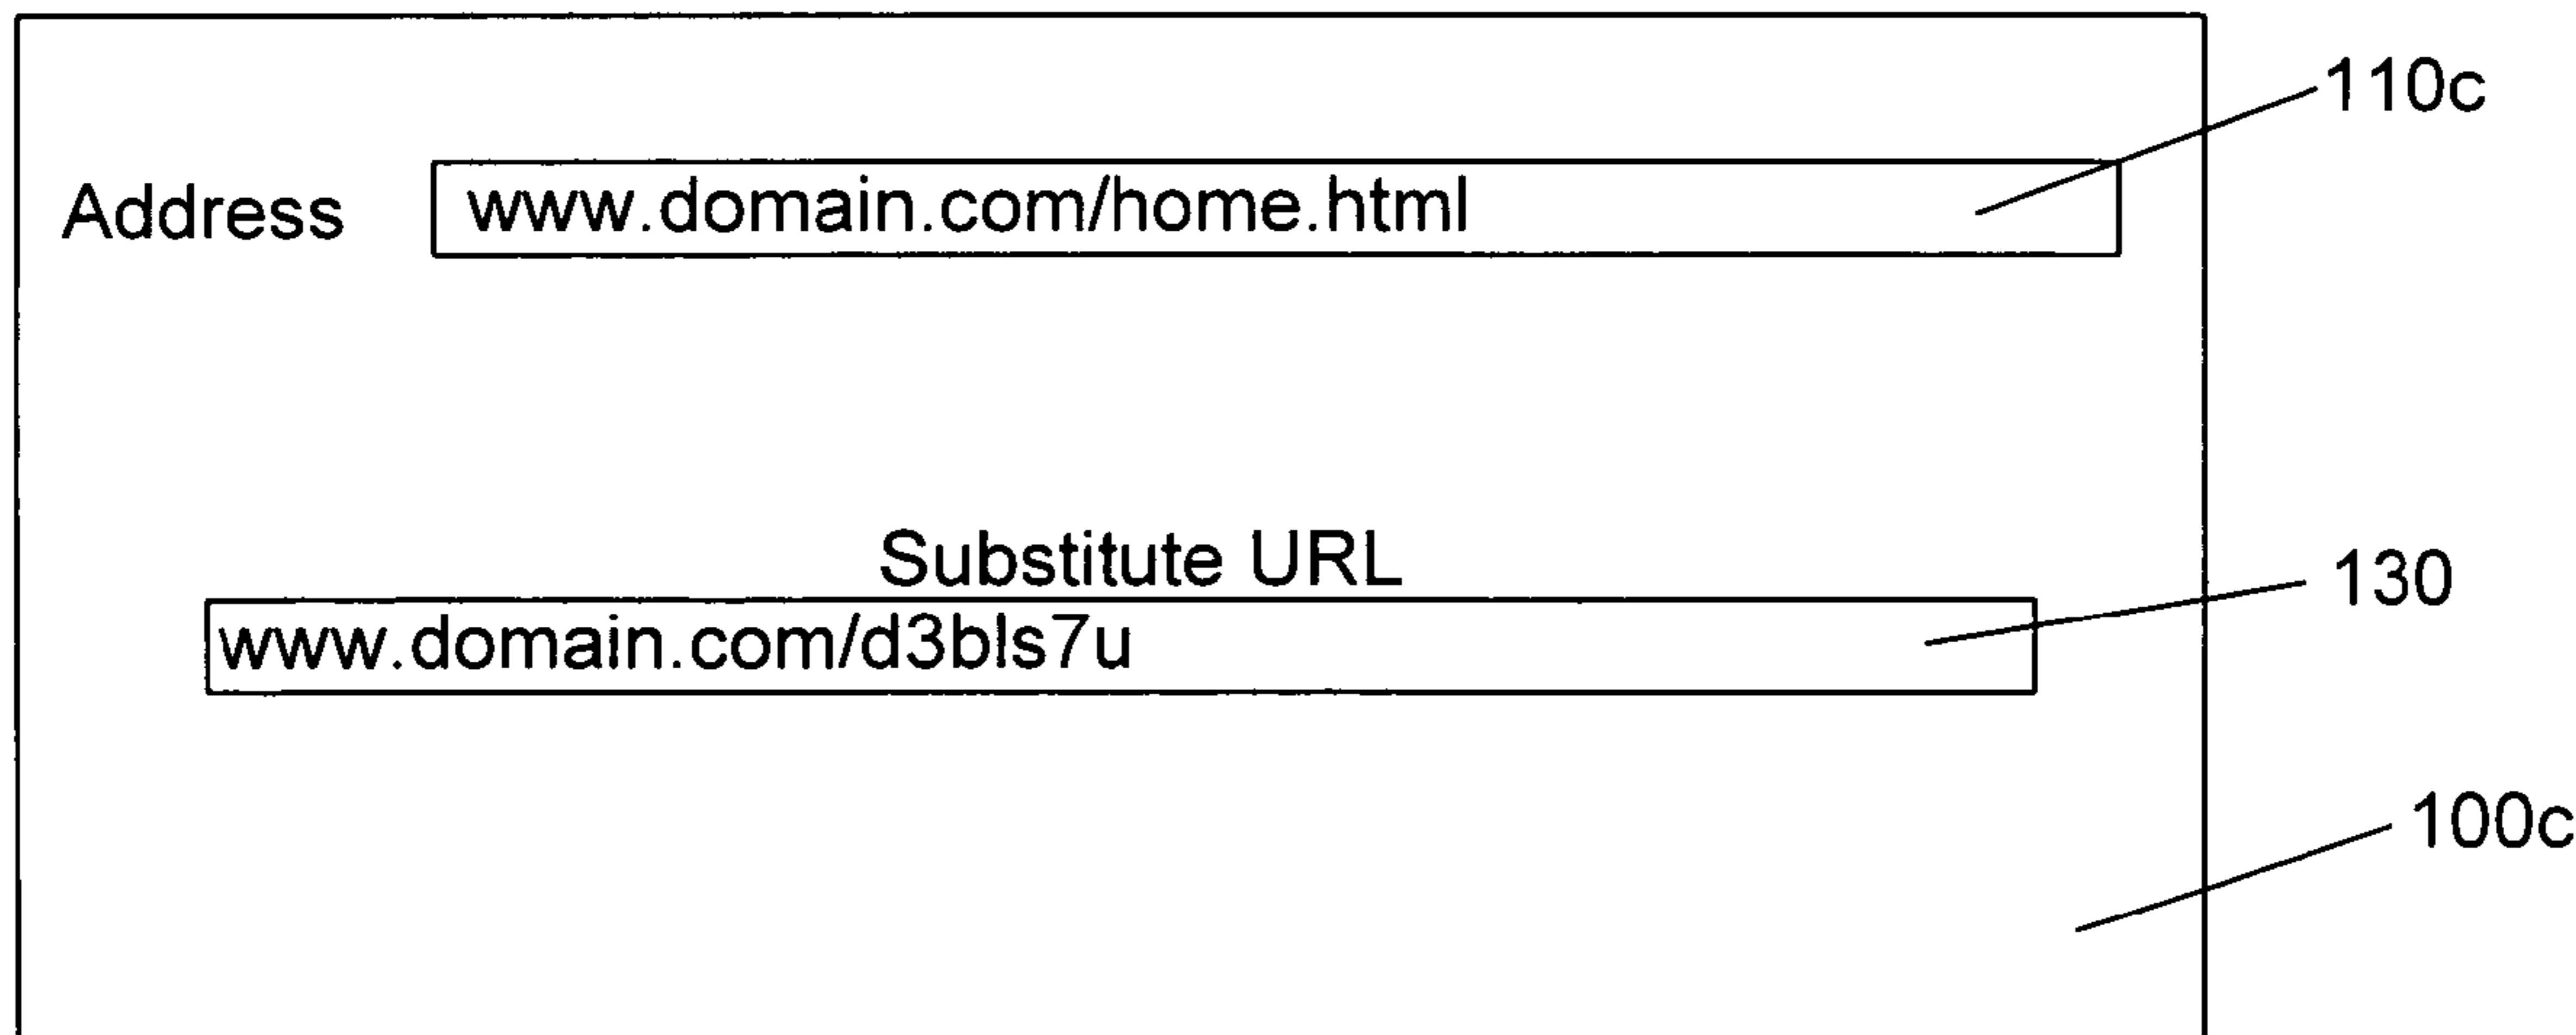 110c
Address www.domain.com/home.html
Substitute URL
130
www.domain.com/d3bls7u
100c